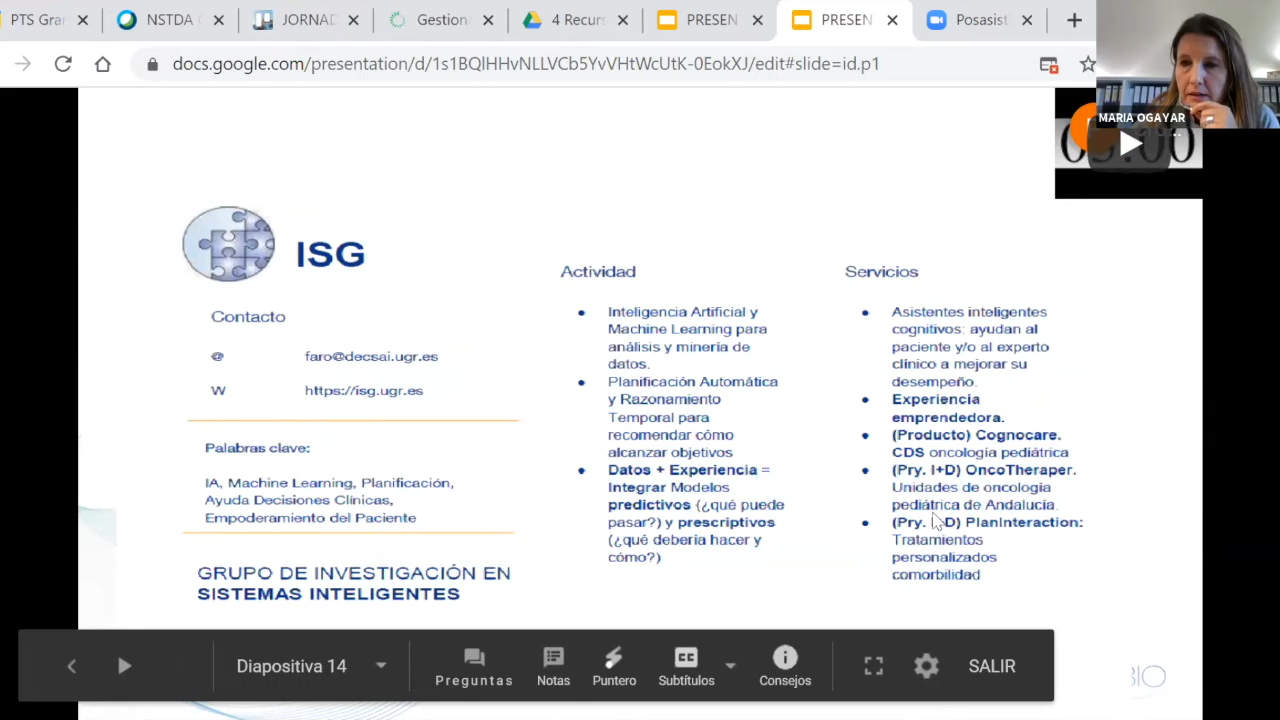 PTS Gra
NSTDA
JORNAD
Gestion
4 Recurs
PRESEN
PRESEN
Posasist
docs.google.com/presentation/d/1s1BQlHHvNLLVCb5YvVHtWcUtK-0EokXJ/edit#slide=id.p1
MARIA OGAYAR
ISG
Contacto
@ faro@decsai.ugr.es
W https://isg.ugr.es
Palabras clave:
IA, Machine Learning, Planificación,
Ayuda Decisiones Clínicas,
Empoderamiento del Paciente
GRUPO DE INVESTIGACIÓN EN
SISTEMAS INTELIGENTES
Actividad
• Inteligencia Artificial y
Machine Learning para
análisis y minería de
datos.
• Planificación Automática
y Razonamiento
Temporal para
recomendar cómo
alcanzar objetivos
• Datos + Experiencia =
Integrar Modelos
predictivos (¿qué puede
pasar?) y prescriptivos
(¿qué debería hacer y
cómo?)
Servicios
• Asistentes inteligentes
cognitivos: ayudan al
paciente y/o al experto
clínico a mejorar su
desempeño.
• Experiencia
emprendedora.
• (Producto) Cognocare.
CDS oncología pediátrica
• (Pry. I+D) OncoTheraper.
Unidades de oncología
pediátrica de Andalucía.
• (Pry. I+D) PlanInteraction:
Tratamientos
personalizados
comorbilidad
Diapositiva 14
Preguntas
Notas
Puntero
CC
Subtítulos
Consejos
SALIR